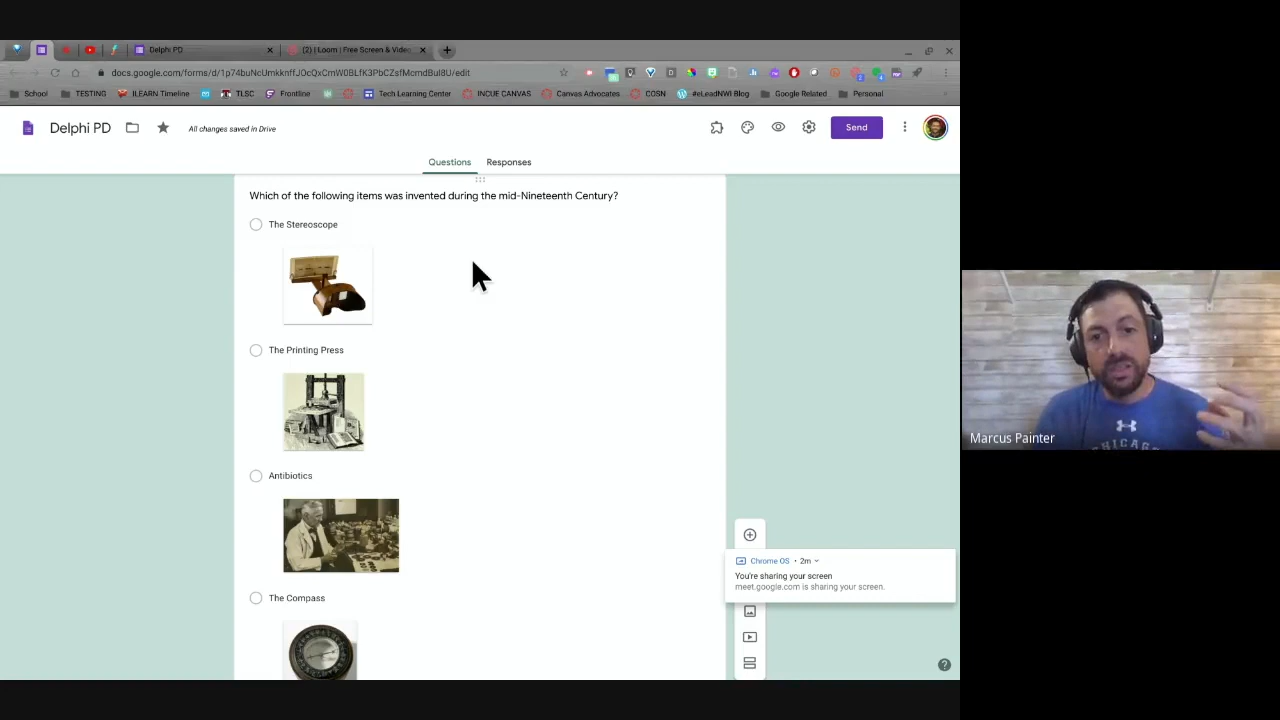 Delphi PD
(2) | Loom | Free Screen & Video
docs.google.com/forms/d/1p74buNcUmkknffJOcQxCmW0BLfK3PbCZsfMcmdBul8U/edit
School TESTING ILEARN Timeline TLSC Frontline Tech Learning Center INCUE CANVAS Canvas Advocates COSN #eLeadNWI Blog Google Related Personal
Delphi PD All changes saved in Drive Send
Questions Responses
Which of the following items was invented during the mid-Nineteenth Century?
The Stereoscope
The Printing Press
Antibiotics
The Compass
Chrome OS • 2m
You're sharing your screen
meet.google.com is sharing your screen.
CHICAGO
Marcus Painter